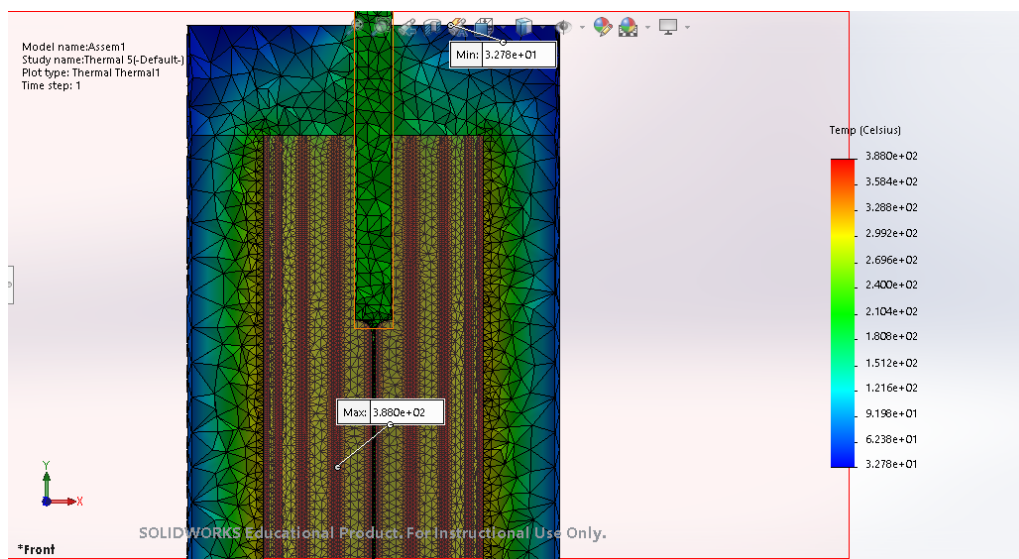 Model name:Assem1
Study name:Thermal 5(-Default-)
Plot type: Thermal Thermal1
Time step: 1
Min: 3.278e+01
Temp (Celsius)
3.880e+02
3.584e+02
3.288e+02
2.992e+02
2.696e+02
2.400e+02
2.104e+02
1.808e+02
1.512e+02
1.216e+02
9.198e+01
6.238e+01
3.278e+01
Max: 3.880e+02
Y
X
SOLIDWORKS Educational Product. For Instructional Use Only.
*Front